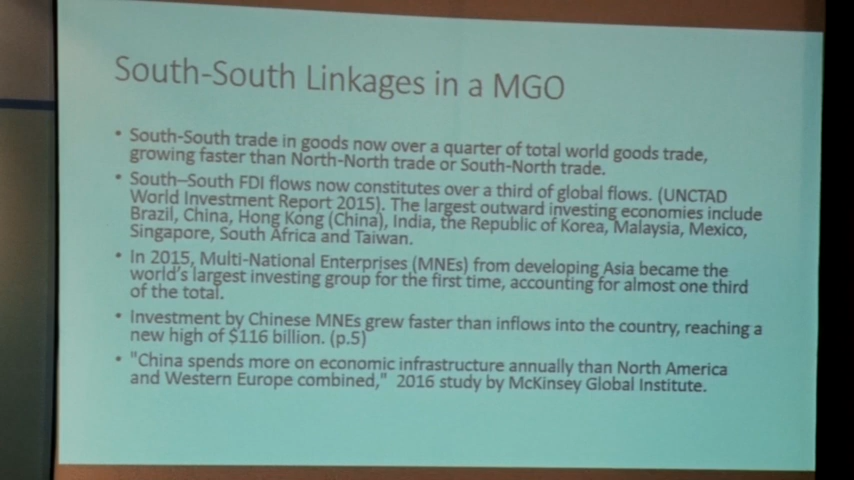 South-South Linkages in a MGO
• South-South trade in goods now over a quarter of total world goods trade,
growing faster than North-North trade or South-North trade.
• South–South FDI flows now constitutes over a third of global flows. (UNCTAD
World Investment Report 2015). The largest outward investing economies include
Brazil, China, Hong Kong (China), India, the Republic of Korea, Malaysia, Mexico,
Singapore, South Africa and Taiwan.
• In 2015, Multi-National Enterprises (MNEs) from developing Asia became the
world's largest investing group for the first time, accounting for almost one third
of the total.
• Investment by Chinese MNEs grew faster than inflows into the country, reaching a
new high of $116 billion. (p.5)
• "China spends more on economic infrastructure annually than North America
and Western Europe combined," 2016 study by McKinsey Global Institute.